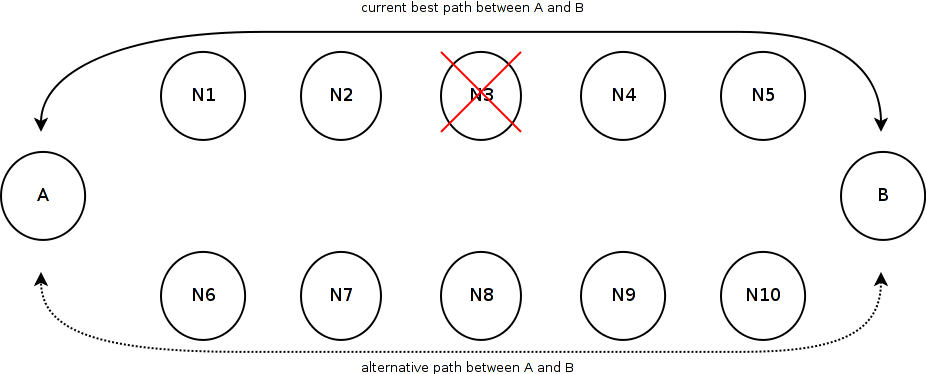 current best path between A and B
N1 N2 N3 N4 N5
A B
N6 N7 N8 N9 N10
alternative path between A and B